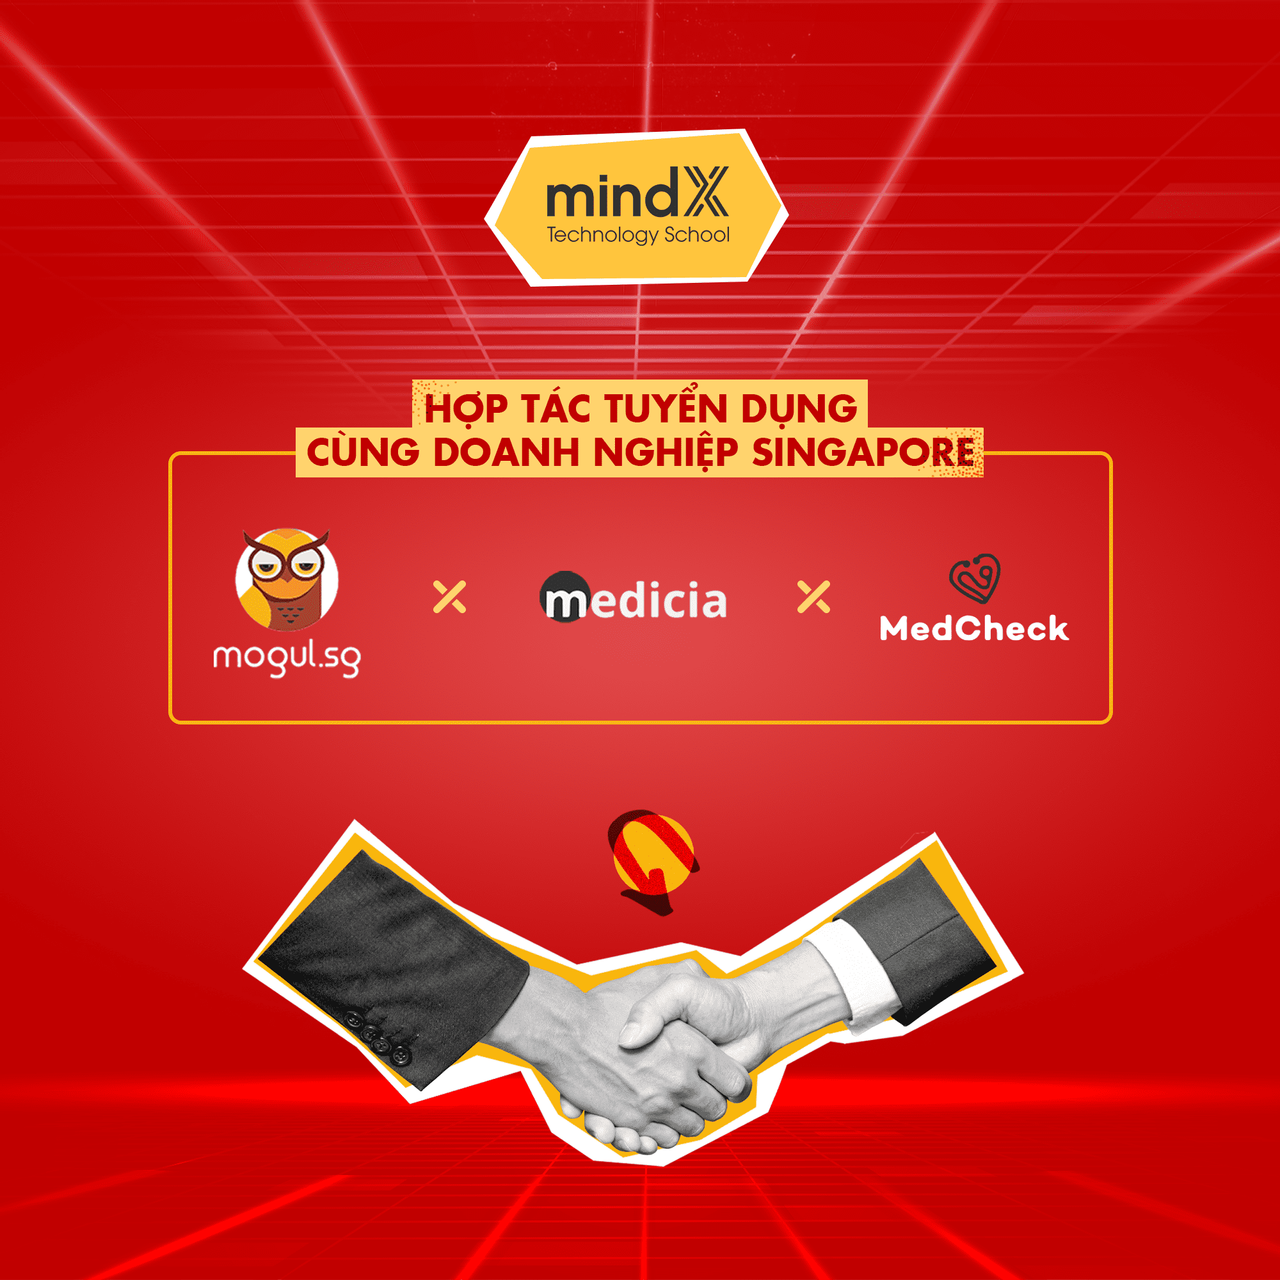 mindX
Technology School
HỢP TÁC TUYỂN DỤNG
CÙNG DOANH NGHIỆP SINGAPORE
mogul.sg
medicia
MedCheck